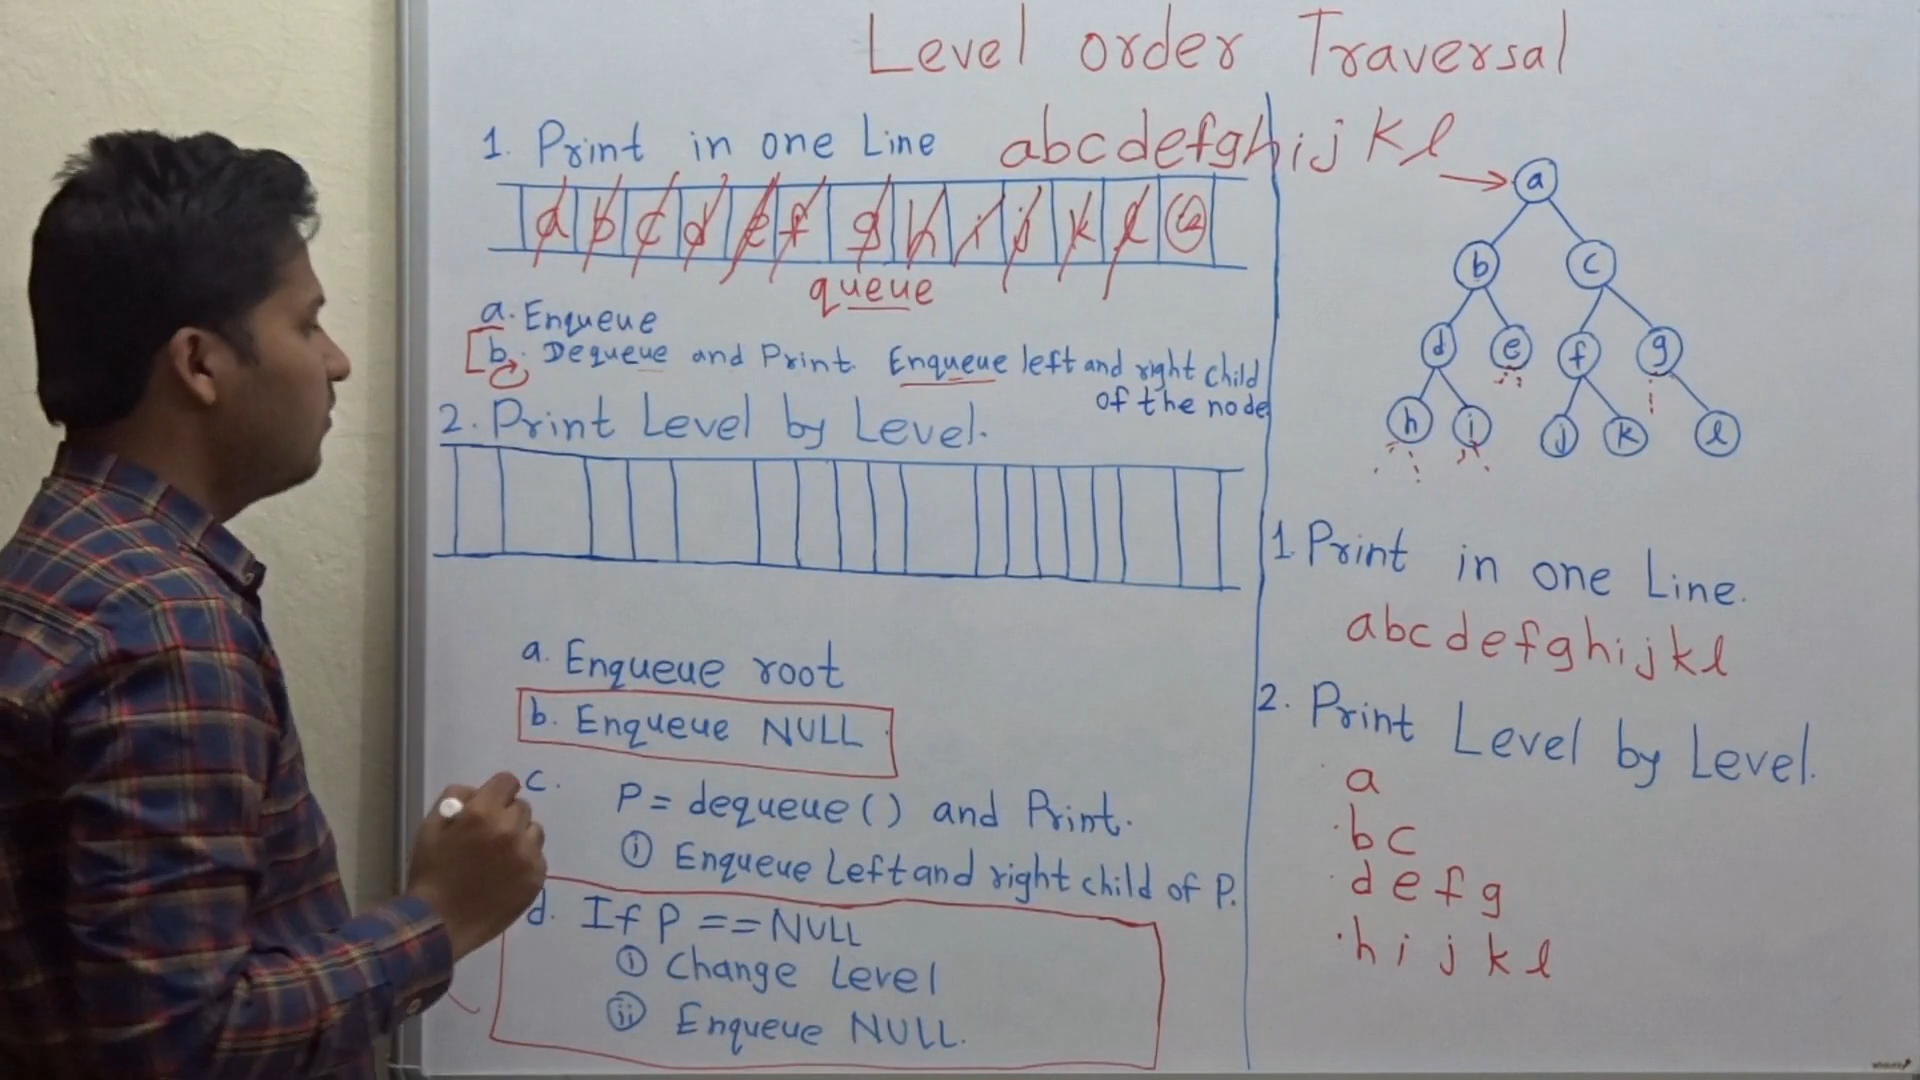 Level order Traversal
1. Print in one Line abcdefghijkl
a b c d e f g h i j k l
queue
a. Enqueue
b. Dequeue and Print. Enqueue left and right child
of the node
2. Print Level by Level.
a. Enqueue root
b. Enqueue NULL
c. P = dequeue() and Print.
i Enqueue Left and right child of P.
d. If P == NULL
i Change Level
ii Enqueue NULL.
a
b c
d e f g
h i j k l
1. Print in one Line.
abcdefghijkl
2. Print Level by Level.
a
b c
d e f g
h i j k l